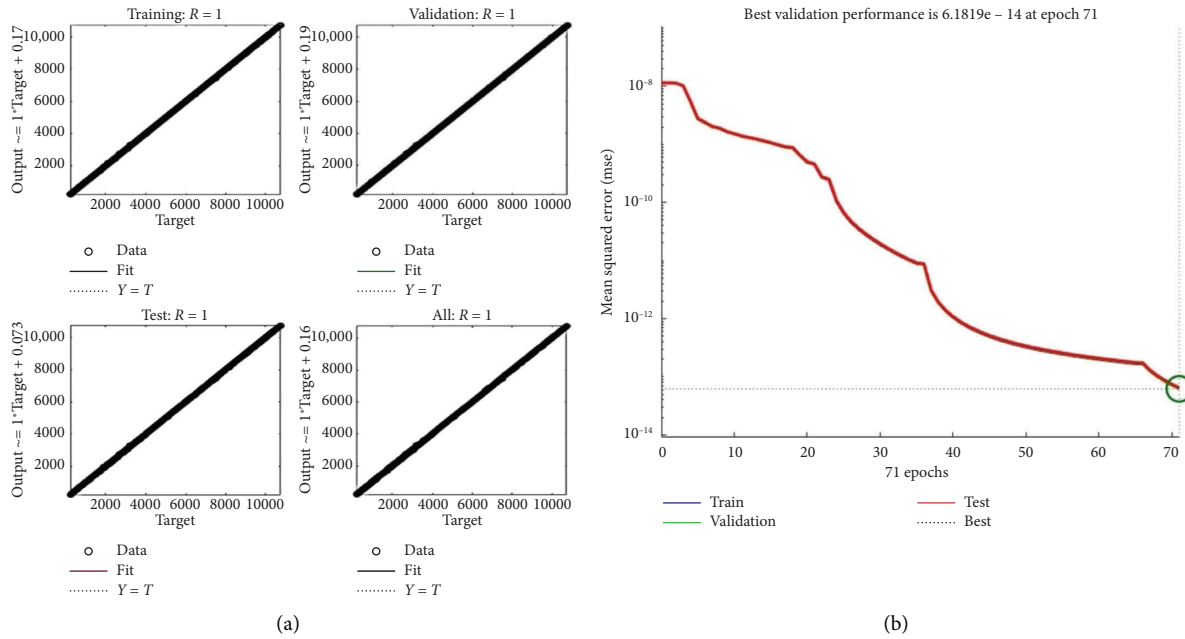 Training: R = 1
Output ~= 1*Target + 0.17
10,000
8000
6000
4000
2000
2000 4000 6000 8000 10000
Target
Data
Fit
Y = T
Validation: R = 1
Output ~= 1*Target + 0.19
10,000
8000
6000
4000
2000
2000 4000 6000 8000 10000
Target
Data
Fit
Y = T
Test: R = 1
Output ~= 1*Target + 0.073
10,000
8000
6000
4000
2000
2000 4000 6000 8000 10000
Target
Data
Fit
Y = T
All: R = 1
Output ~= 1*Target + 0.16
10,000
8000
6000
4000
2000
2000 4000 6000 8000 10000
Target
Data
Fit
Y = T
(a)
Best validation performance is 6.1819e – 14 at epoch 71
Mean squared error (mse)
10⁻⁸
10⁻¹⁰
10⁻¹²
10⁻¹⁴
0 10 20 30 40 50 60 70
71 epochs
Train
Validation
Test
Best
(b)